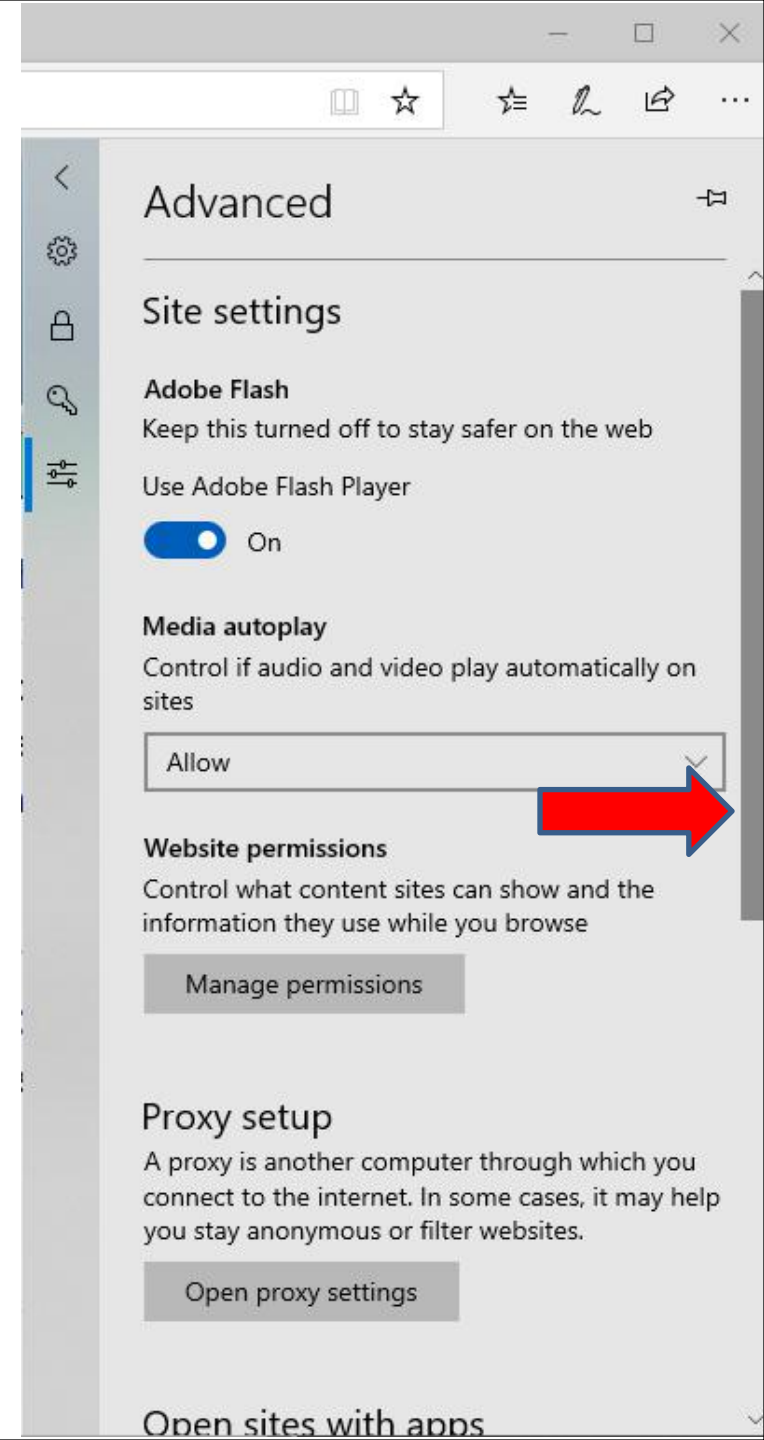 Advanced
Site settings
Adobe Flash
Keep this turned off to stay safer on the web
Use Adobe Flash Player
On
Media autoplay
Control if audio and video play automatically on
sites
Allow
Website permissions
Control what content sites can show and the
information they use while you browse
Manage permissions
Proxy setup
A proxy is another computer through which you
connect to the internet. In some cases, it may help
you stay anonymous or filter websites.
Open proxy settings
Open sites with apps